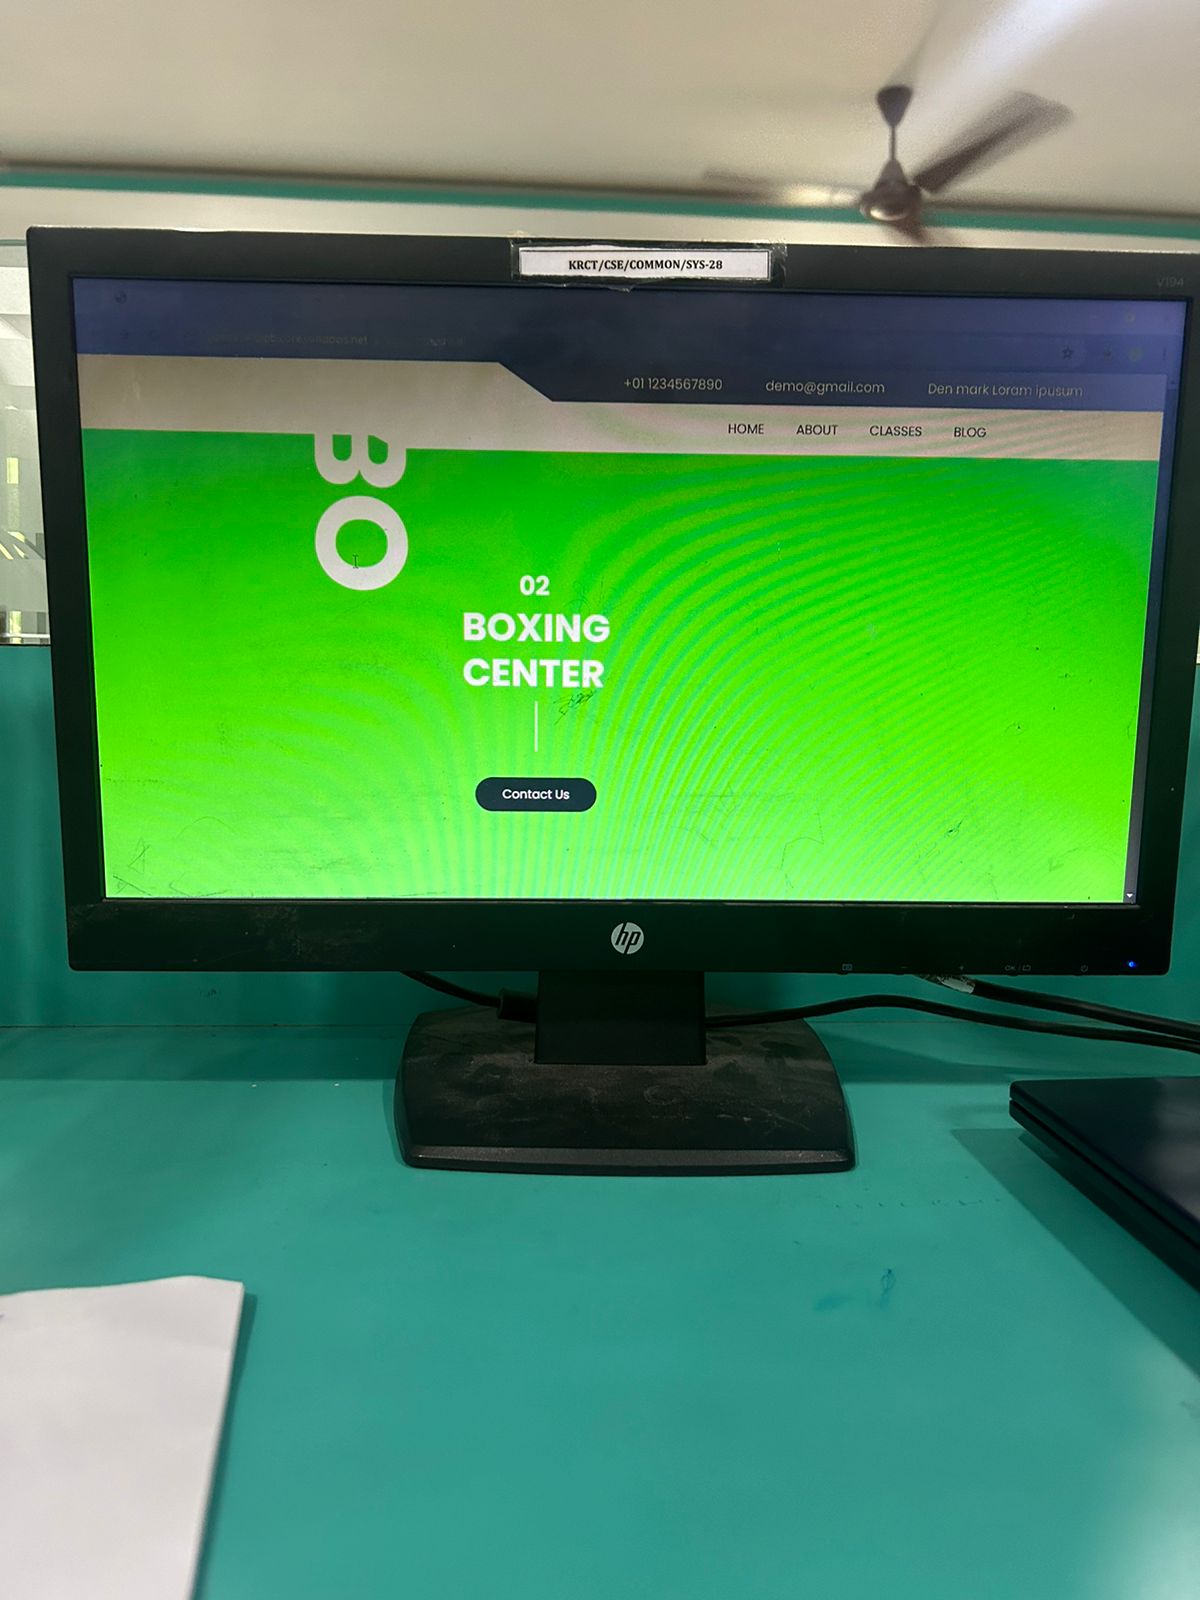 KRCT/CSE/COMMON/SYS-28
V194
+01 1234567890 demo@gmail.com Den mark Loram ipusum
HOME ABOUT CLASSES BLOG
BO
02
BOXING
CENTER
Contact Us
hp